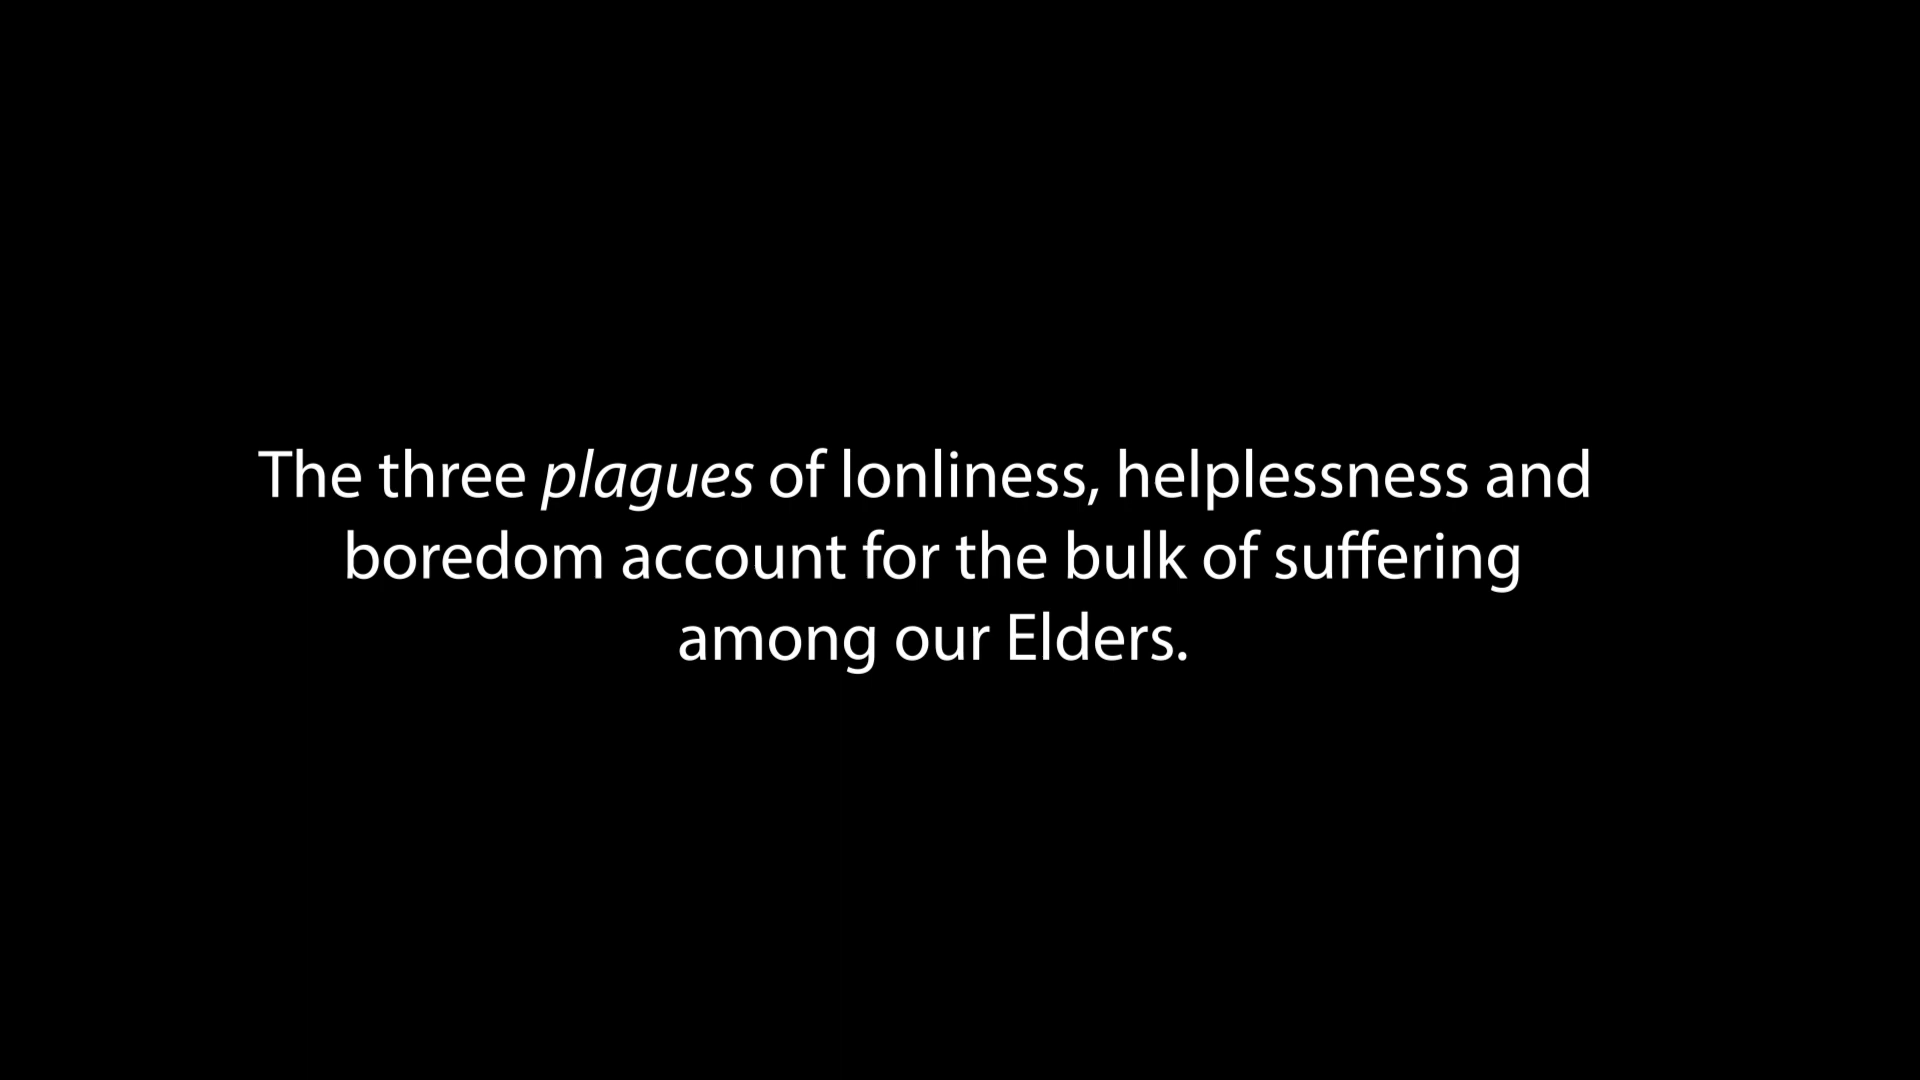 The three plagues of lonliness, helplessness and
boredom account for the bulk of suffering
among our Elders.